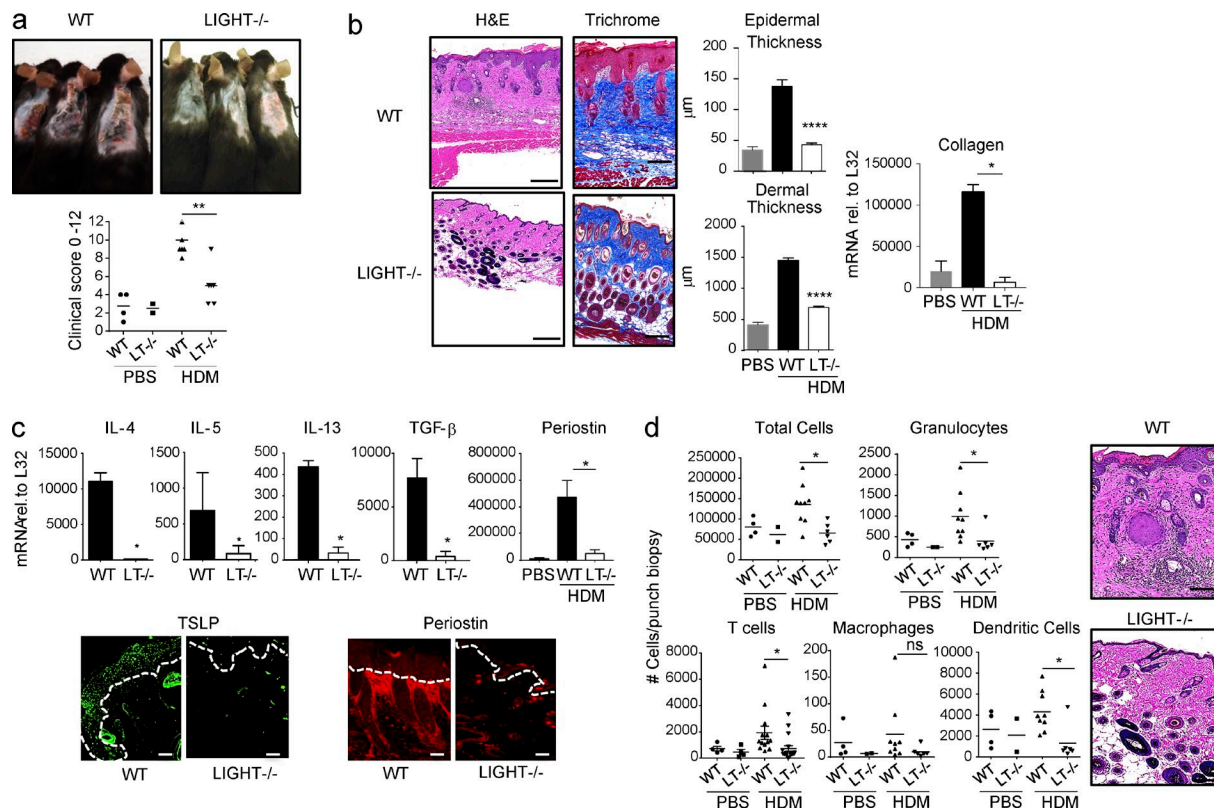 a
WT LIGHT-/-
Clinical score 0 -12
12
10
8
6
4
2
0
WT LT-/- WT LT-/-
PBS HDM
b
H&E Trichrome
WT
LIGHT-/-
Epidermal
Thickness
µm
200
150
100
50
0
****
Dermal
Thickness
µm
2000
1500
1000
500
0
****
PBS WT LT-/-
HDM
Collagen
mRNA rel. to L32
150000
100000
50000
0
*
PBS WT LT-/-
HDM
c
IL-4 IL-5 IL-13 TGF-β Periostin
mRNA rel. to L32
15000
10000
5000
0
*
WT LT-/-
1500
1000
500
0
*
WT LT-/-
500
400
300
200
100
0
*
WT LT-/-
10000
5000
0
*
WT LT-/-
800000
600000
400000
200000
0
*
PBS WT LT-/-
HDM
TSLP Periostin
WT LIGHT-/- WT LIGHT-/-
d
# Cells/punch biopsy
Total Cells
250000
200000
150000
100000
50000
0
*
WT LT-/- WT LT-/-
PBS HDM
Granulocytes
2500
2000
1500
1000
500
0
*
WT LT-/- WT LT-/-
PBS HDM
T cells
8000
6000
4000
2000
0
*
WT LT-/- WT LT-/-
PBS HDM
Macrophages
200
150
100
50
0
ns
WT LT-/- WT LT-/-
PBS HDM
Dendritic Cells
10000
8000
6000
4000
2000
0
*
WT LT-/- WT LT-/-
PBS HDM
WT
LIGHT-/-